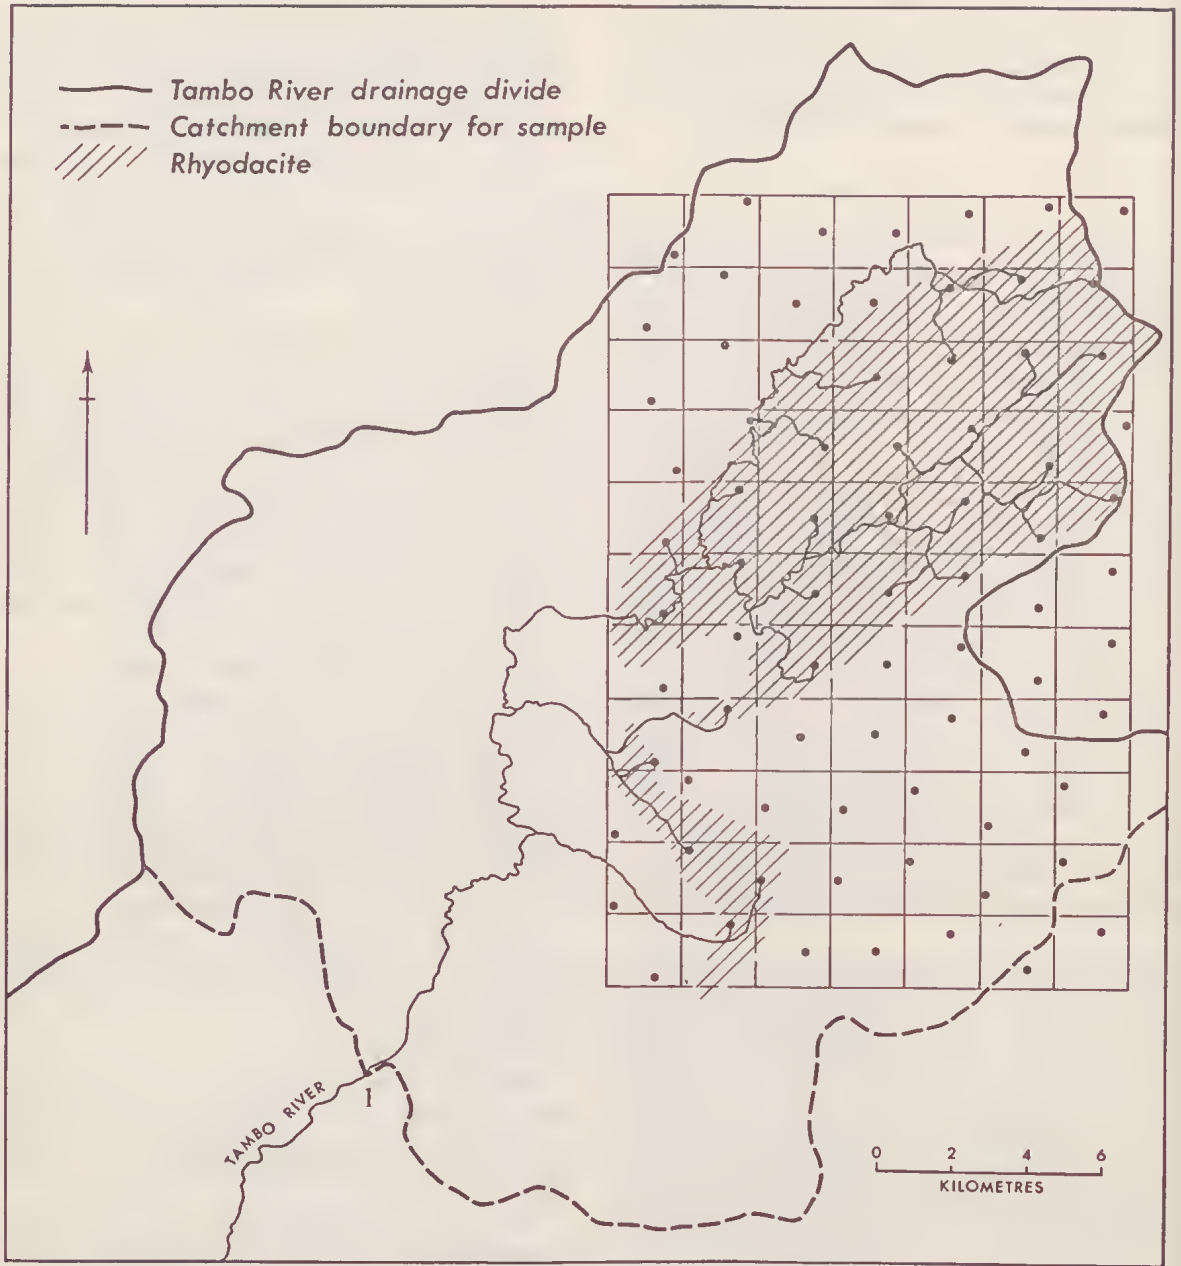 Tambo River drainage divide
Catchment boundary for sample
Rhyodacite
TAMBO RIVER
1
0 2 4 6
KILOMETRES